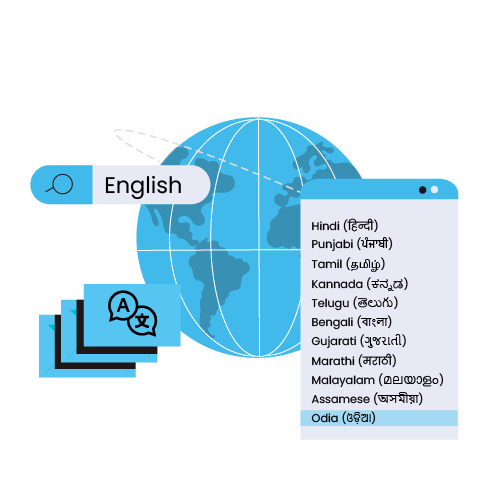 English
Hindi (हिन्दी)
Punjabi (ਪੰਜਾਬੀ)
Tamil (தமிழ்)
Kannada (ಕನ್ನಡ)
Telugu (తెలుగు)
Bengali (বাংলা)
Gujarati (ગુજરાતી)
Marathi (मराठी)
Malayalam (മലയാളം)
Assamese (অসমীয়া)
Odia (ଓଡ଼ିଆ)
A
文